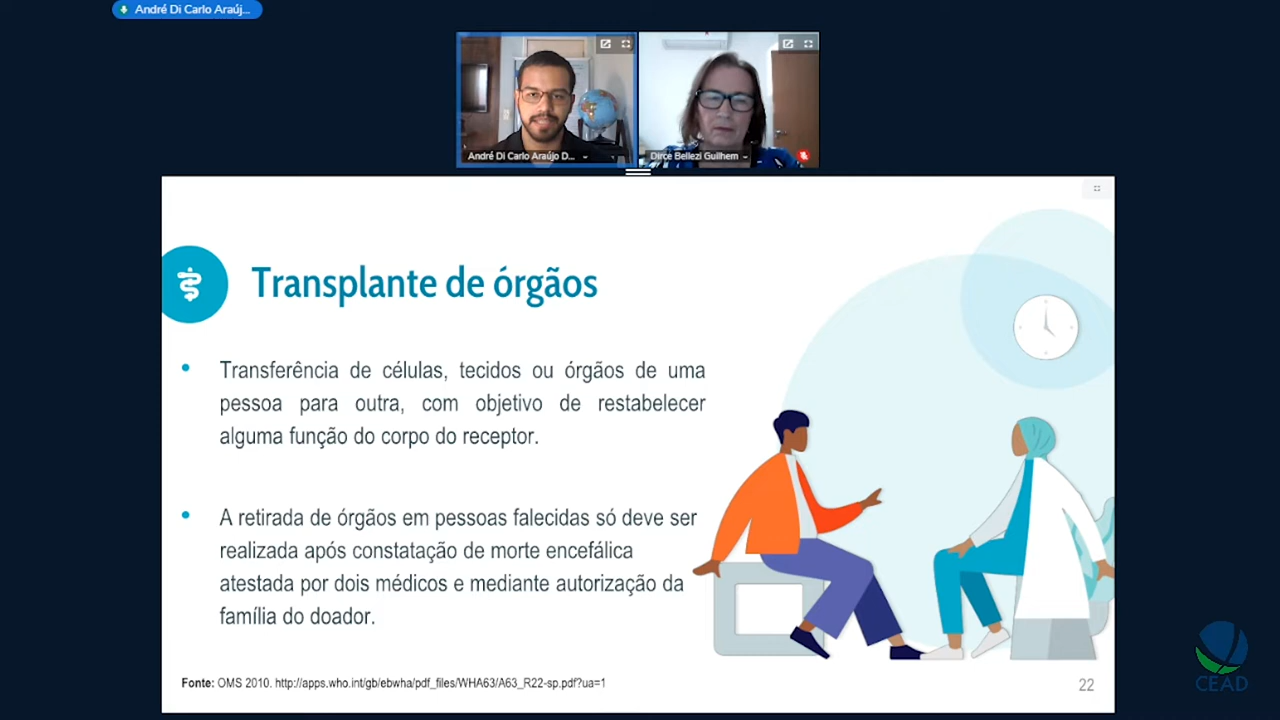 André Di Carlo Araúj...
André Di Carlo Araújo D...
Dirce Bellezi Guilhem
Transplante de órgãos
Transferência de células, tecidos ou órgãos de uma
pessoa para outra, com objetivo de restabelecer
alguma função do corpo do receptor.
A retirada de órgãos em pessoas falecidas só deve ser
realizada após constatação de morte encefálica
atestada por dois médicos e mediante autorização da
família do doador.
Fonte: OMS 2010. http://apps.who.int/gb/ebwha/pdf_files/WHA63/A63_R22-sp.pdf?ua=1
22
CEAD